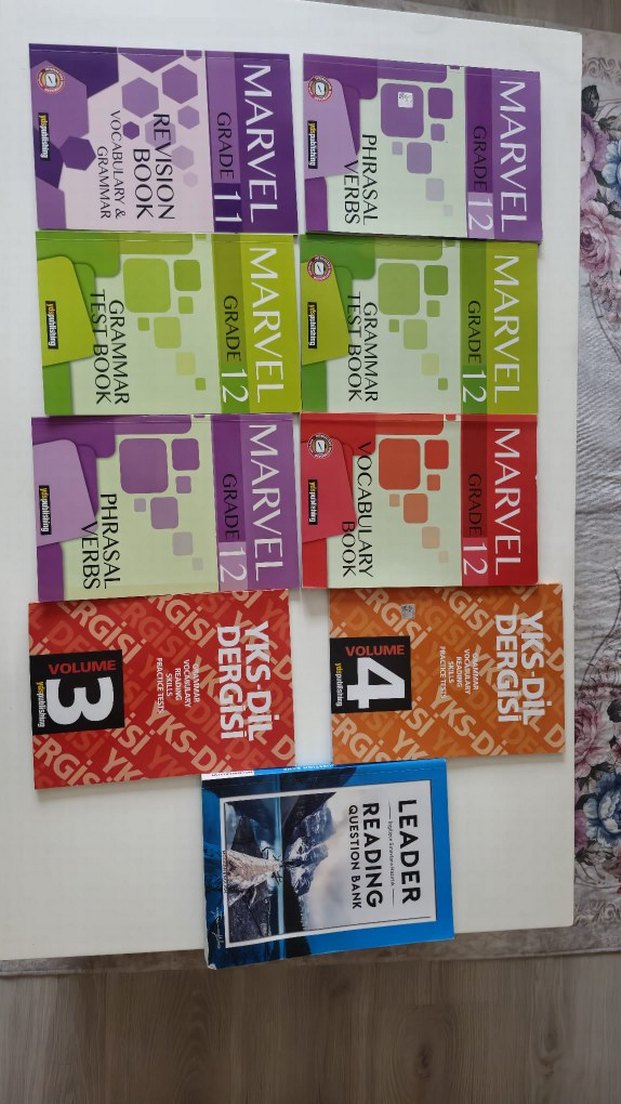 MARVEL
GRADE 11
REVISION
BOOK
VOCABULARY &
GRAMMAR
ydspublishing
MARVEL
GRADE 12
PHRASAL
VERBS
ydspublishing
MARVEL
GRADE 12
GRAMMAR
TEST BOOK
ydspublishing
MARVEL
GRADE 12
GRAMMAR
TEST BOOK
ydspublishing
MARVEL
GRADE 12
PHRASAL
VERBS
ydspublishing
MARVEL
GRADE 12
VOCABULARY
BOOK
ydspublishing
YKS-DİL
DERGİSİ
GRAMMAR
VOCABULARY
READING
SKILLS
PRACTICE TESTS
VOLUME
3
ydspublishing
YKS-DİL
DERGİSİ
GRAMMAR
VOCABULARY
READING
SKILLS
PRACTICE TESTS
VOLUME
4
ydspublishing
LEADER
READING
QUESTION BANK